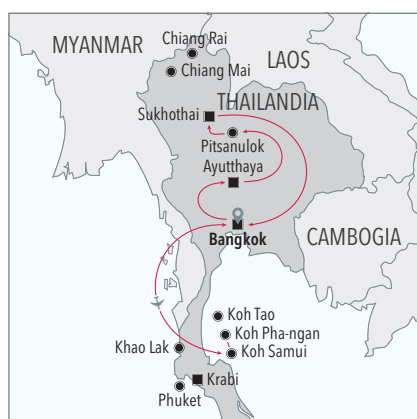 Chiang Rai
MYANMAR
LAOS
Chiang Mai
THAILANDIA
Sukhothai
Pitsanulok
Ayutthaya
Bangkok
CAMBOGIA
Koh Tao
Koh Pha-ngan
Khao Lak
Koh Samui
Krabi
Phuket